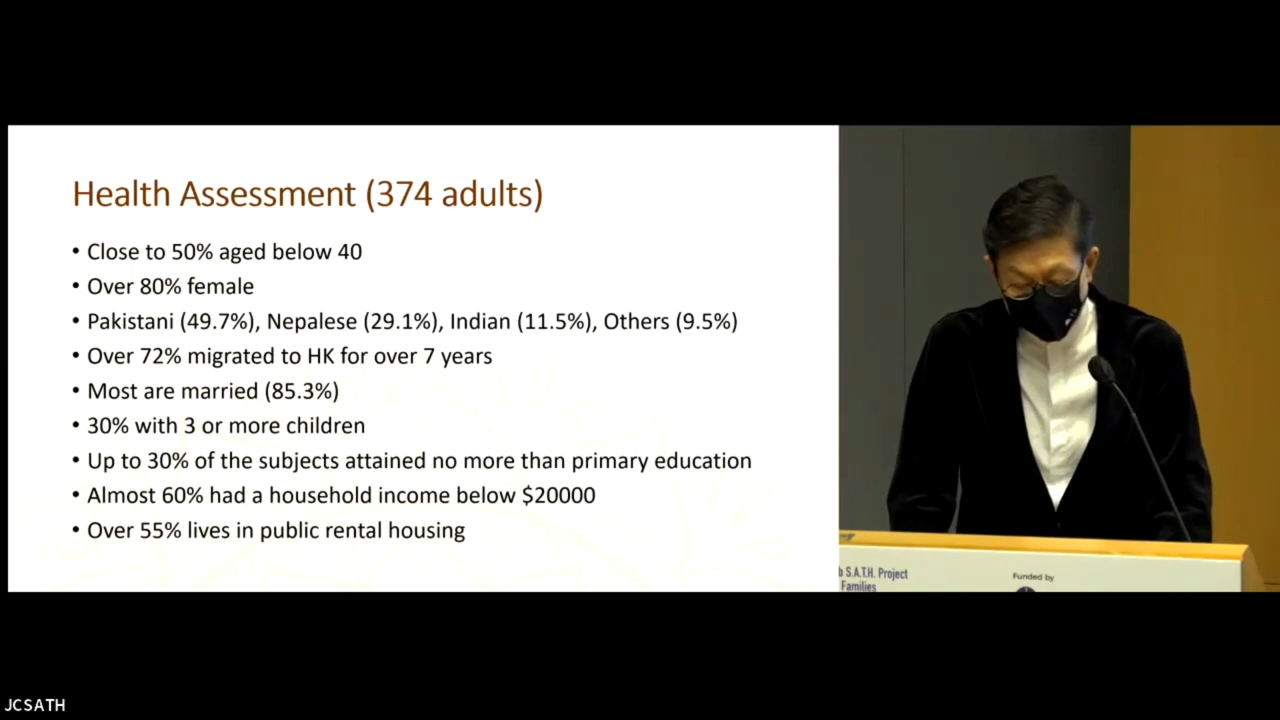 Health Assessment (374 adults)
• Close to 50% aged below 40
• Over 80% female
• Pakistani (49.7%), Nepalese (29.1%), Indian (11.5%), Others (9.5%)
• Over 72% migrated to HK for over 7 years
• Most are married (85.3%)
• 30% with 3 or more children
• Up to 30% of the subjects attained no more than primary education
• Almost 60% had a household income below $20000
• Over 55% lives in public rental housing
b S.A.T.H. Project
Families
Funded by
JCSATH